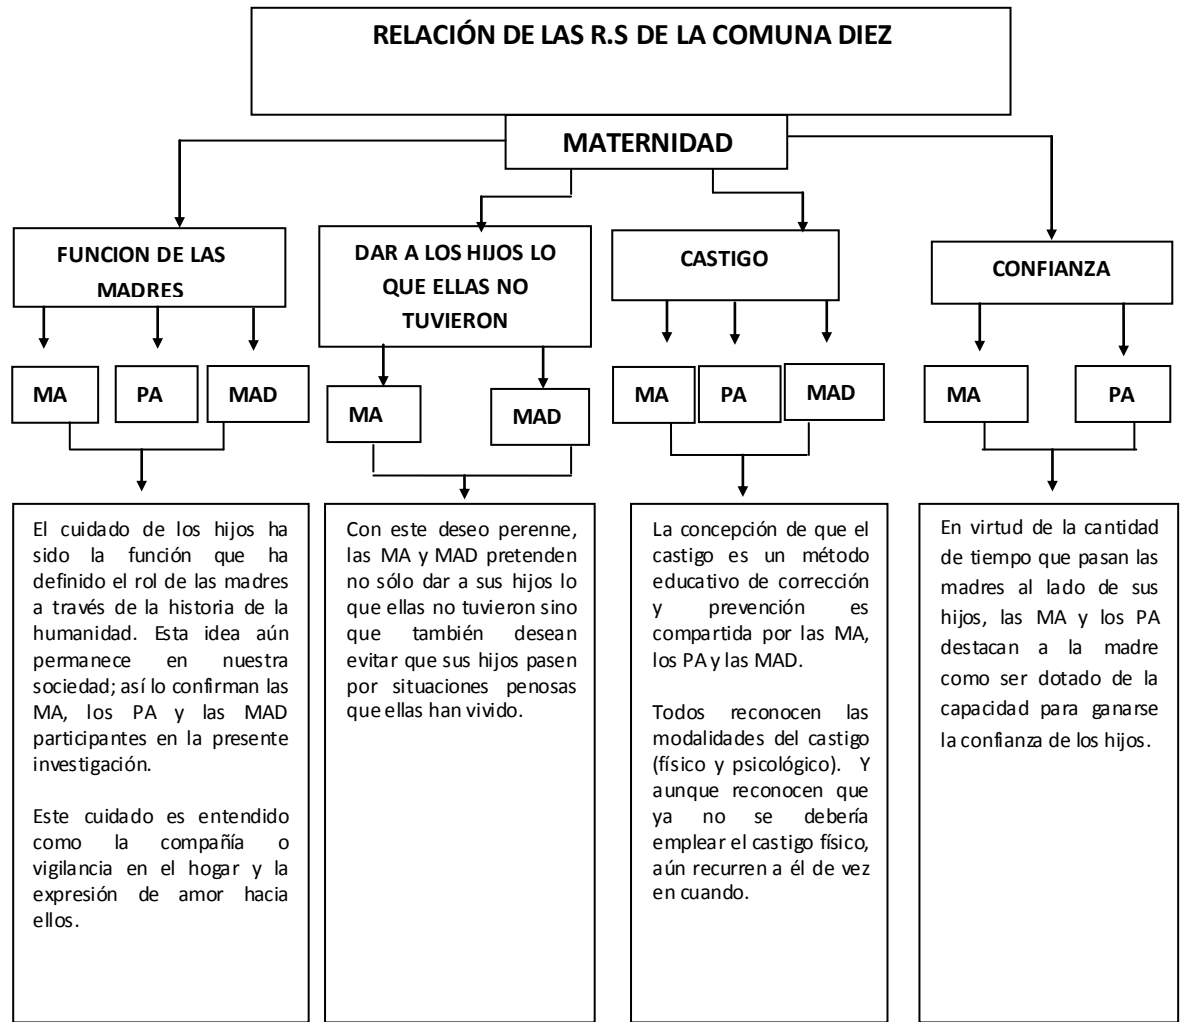 RELACIÓN DE LAS R.S DE LA COMUNA DIEZ
MATERNIDAD
FUNCION DE LAS
MADRES
MA
PA
MAD
El cuidado de los hijos ha
sido la función que ha
definido el rol de las madres
a través de la historia de la
humanidad. Esta idea aún
permanece en nuestra
sociedad; así lo confirman las
MA, los PA y las MAD
participantes en la presente
investigación.
Este cuidado es entendido
como la compañía o
vigilancia en el hogar y la
expresión de amor hacia
ellos.
DAR A LOS HIJOS LO
QUE ELLAS NO
TUVIERON
MA
MAD
Con este deseo perenne,
las MA y MAD pretenden
no sólo dar a sus hijos lo
que ellas no tuvieron sino
que también desean
evitar que sus hijos pasen
por situaciones penosas
que ellas han vivido.
CASTIGO
MA
PA
MAD
La concepción de que el
castigo es un método
educativo de corrección
y prevención es
compartida por las MA,
los PA y las MAD.
Todos reconocen las
modalidades del castigo
(físico y psicológico). Y
aunque reconocen que
ya no se debería
emplear el castigo físico,
aún recurren a él de vez
en cuando.
CONFIANZA
MA
PA
En virtud de la cantidad
de tiempo que pasan las
madres al lado de sus
hijos, las MA y los PA
destacan a la madre
como ser dotado de la
capacidad para ganarse
la confianza de los hijos.